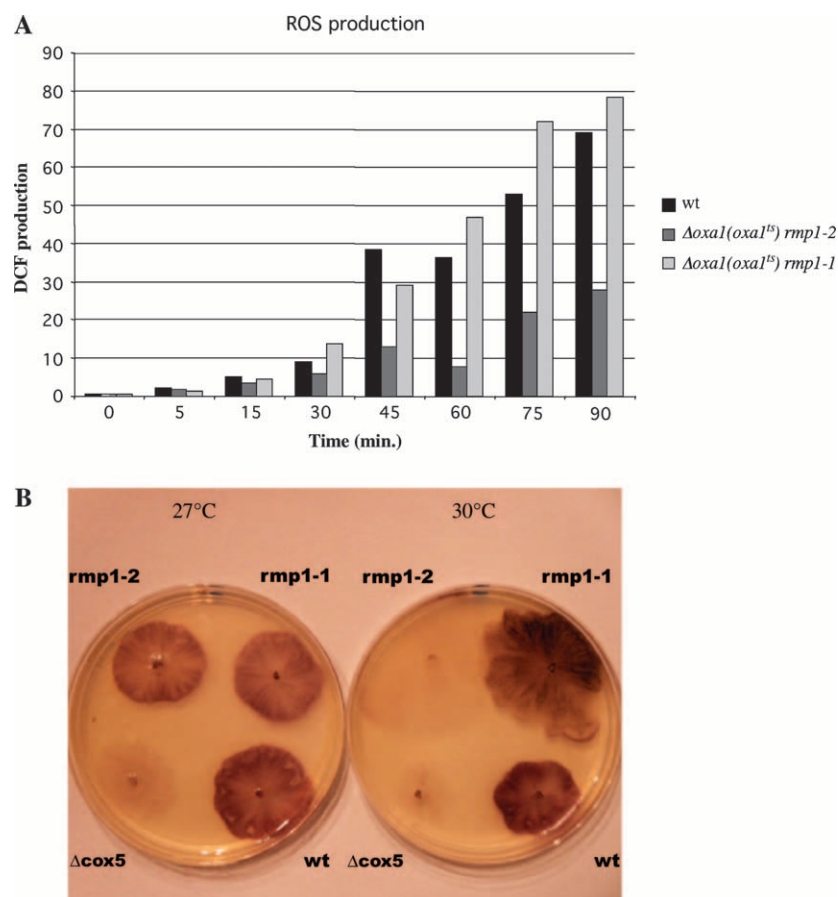 A
ROS production
90
80
70
60
50
40
30
20
10
0
DCF production
0 5 15 30 45 60 75 90
Time (min.)
wt
Δoxa1(oxa1ᵗˢ) rmp1-2
Δoxa1(oxa1ᵗˢ) rmp1-1
B
27°C 30°C
rmp1-2 rmp1-1 rmp1-2 rmp1-1
Δcox5 wt Δcox5 wt